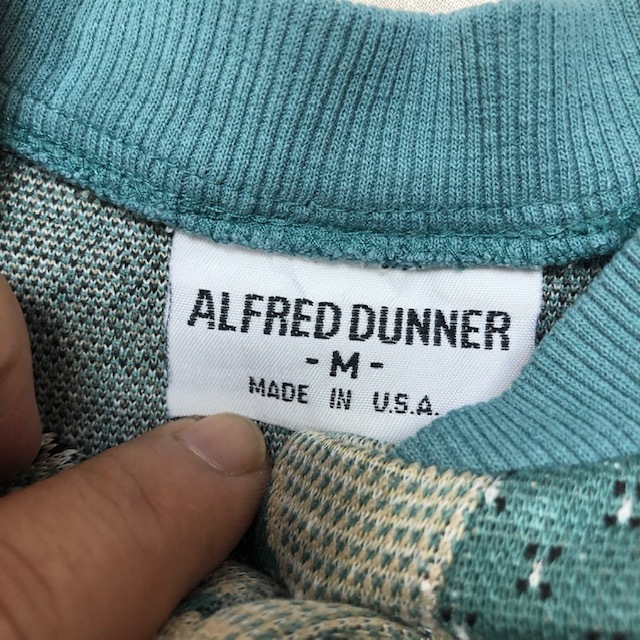 ALFRED DUNNER
- M -
MADE IN U.S.A.